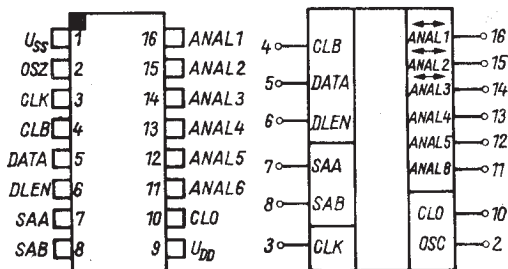 U_SS 1 16 ANAL1
OSZ 2 15 ANAL2
CLK 3 14 ANAL3
CLB 4 13 ANAL4
DATA 5 12 ANAL5
DLEN 6 11 ANAL6
SAA 7 10 CLO
SAB 8 9 U_DD
4 CLB ANAL1 16
ANAL2 15
5 DATA ANAL3 14
6 DLEN ANAL4 13
ANAL5 12
7 SAA ANAL6 11
8 SAB CLO 10
3 CLK OSC 2